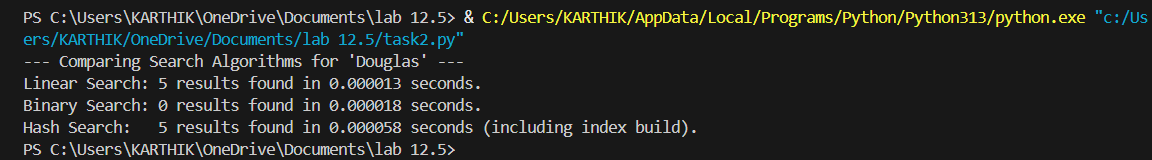 PS C:\Users\KARTHIK\OneDrive\Documents\lab 12.5> & C:/Users/KARTHIK/AppData/Local/Programs/Python/Python313/python.exe "c:/Us
ers/KARTHIK/OneDrive/Documents/lab 12.5/task2.py"
--- Comparing Search Algorithms for 'Douglas' ---
Linear Search: 5 results found in 0.000013 seconds.
Binary Search: 0 results found in 0.000018 seconds.
Hash Search:   5 results found in 0.000058 seconds (including index build).
PS C:\Users\KARTHIK\OneDrive\Documents\lab 12.5>